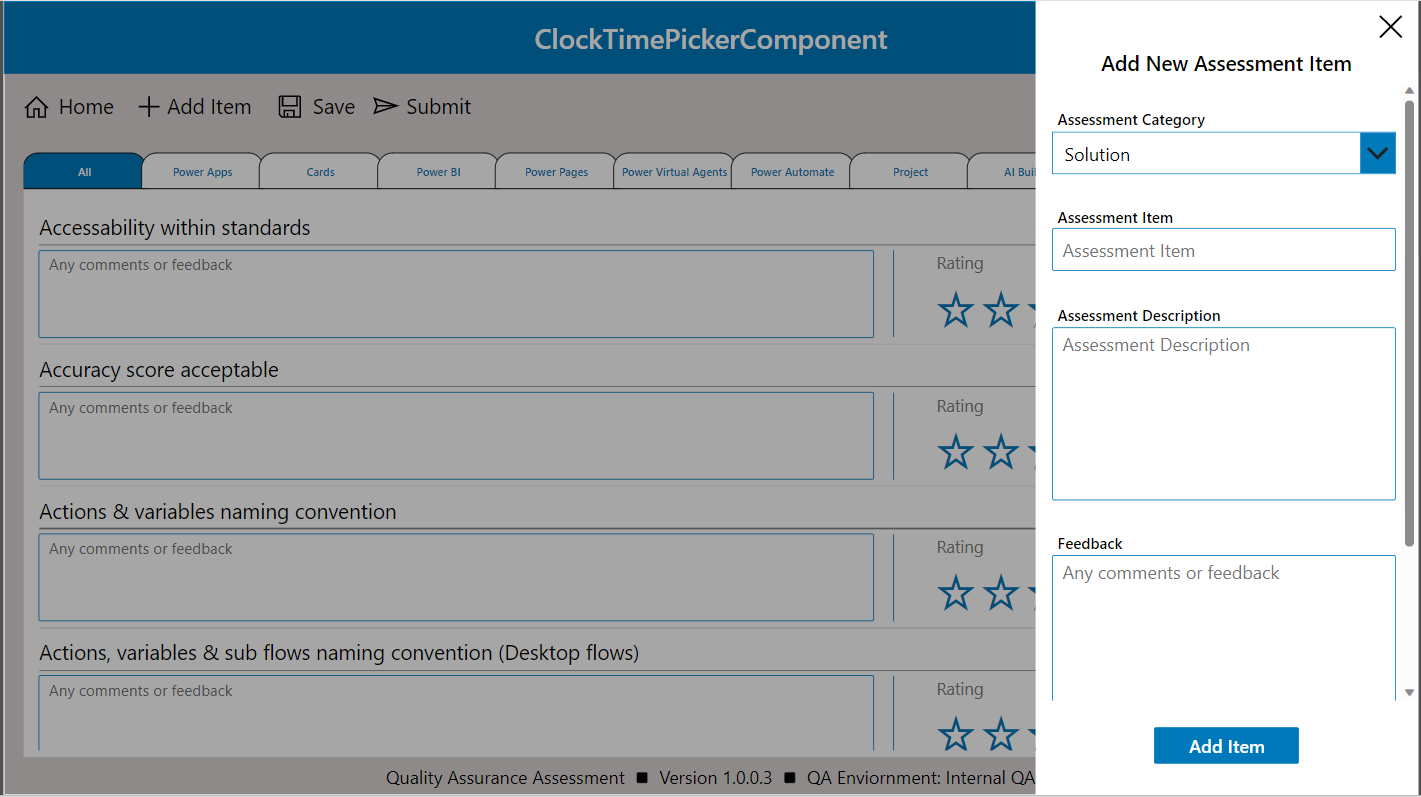 ClockTimePickerComponent
Home Add Item Save Submit
All Power Apps Cards Power BI Power Pages Power Virtual Agents Power Automate Project AI Buil
Accessability within standards
Any comments or feedback
Rating
Accuracy score acceptable
Any comments or feedback
Rating
Actions & variables naming convention
Any comments or feedback
Rating
Actions, variables & sub flows naming convention (Desktop flows)
Any comments or feedback
Rating
Quality Assurance Assessment ■ Version 1.0.0.3 ■ QA Enviornment: Internal QA
Add New Assessment Item
Assessment Category
Solution
Assessment Item
Assessment Item
Assessment Description
Assessment Description
Feedback
Any comments or feedback
Add Item